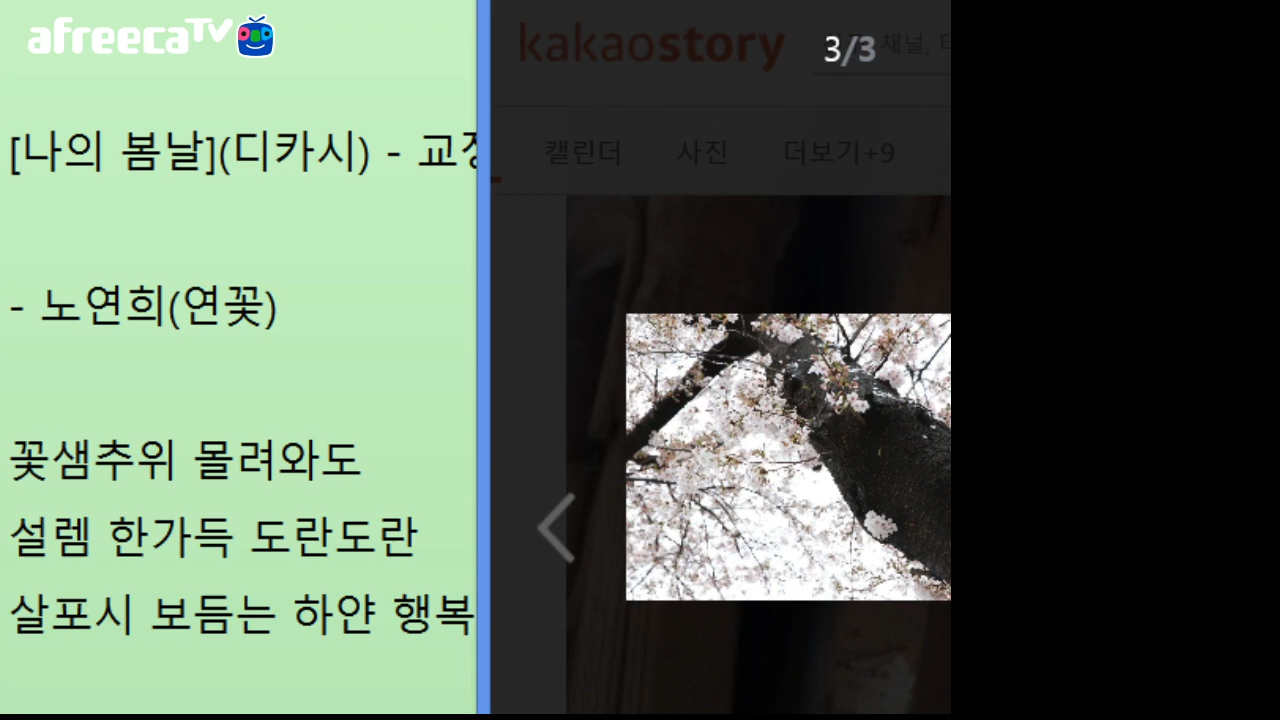 afreecaTV
[나의 봄날](디카시) - 교정
- 노연희(연꽃)
꽃샘추위 몰려와도
설렘 한가득 도란도란
살포시 보듬는 하얀 행복
kakaostory
3/3
채널,
캘린더 사진 더보기+9